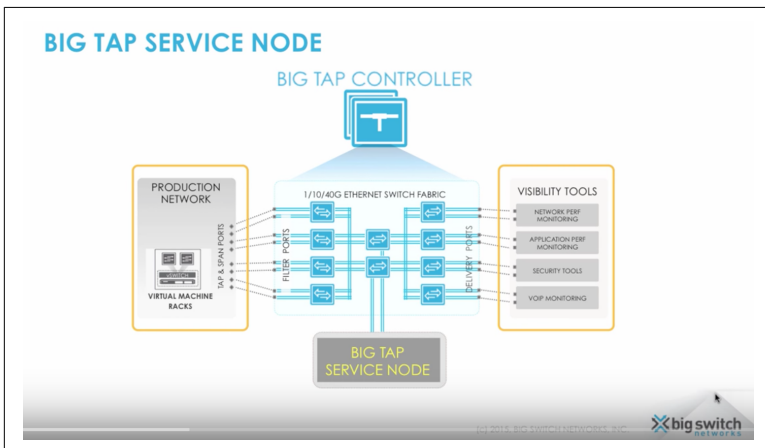 BIG TAP SERVICE NODE
BIG TAP CONTROLLER
PRODUCTION
NETWORK
TAP & SPAN PORTS
vSWITCH
VIRTUAL MACHINE
RACKS
1/10/40G ETHERNET SWITCH FABRIC
FILTER PORTS
DELIVERY PORTS
VISIBILITY TOOLS
NETWORK PERF
MONITORING
APPLICATION PERF
MONITORING
SECURITY TOOLS
VOIP MONITORING
BIG TAP
SERVICE NODE
(c) 2013, BIG SWITCH NETWORKS, INC.
big switch
networks